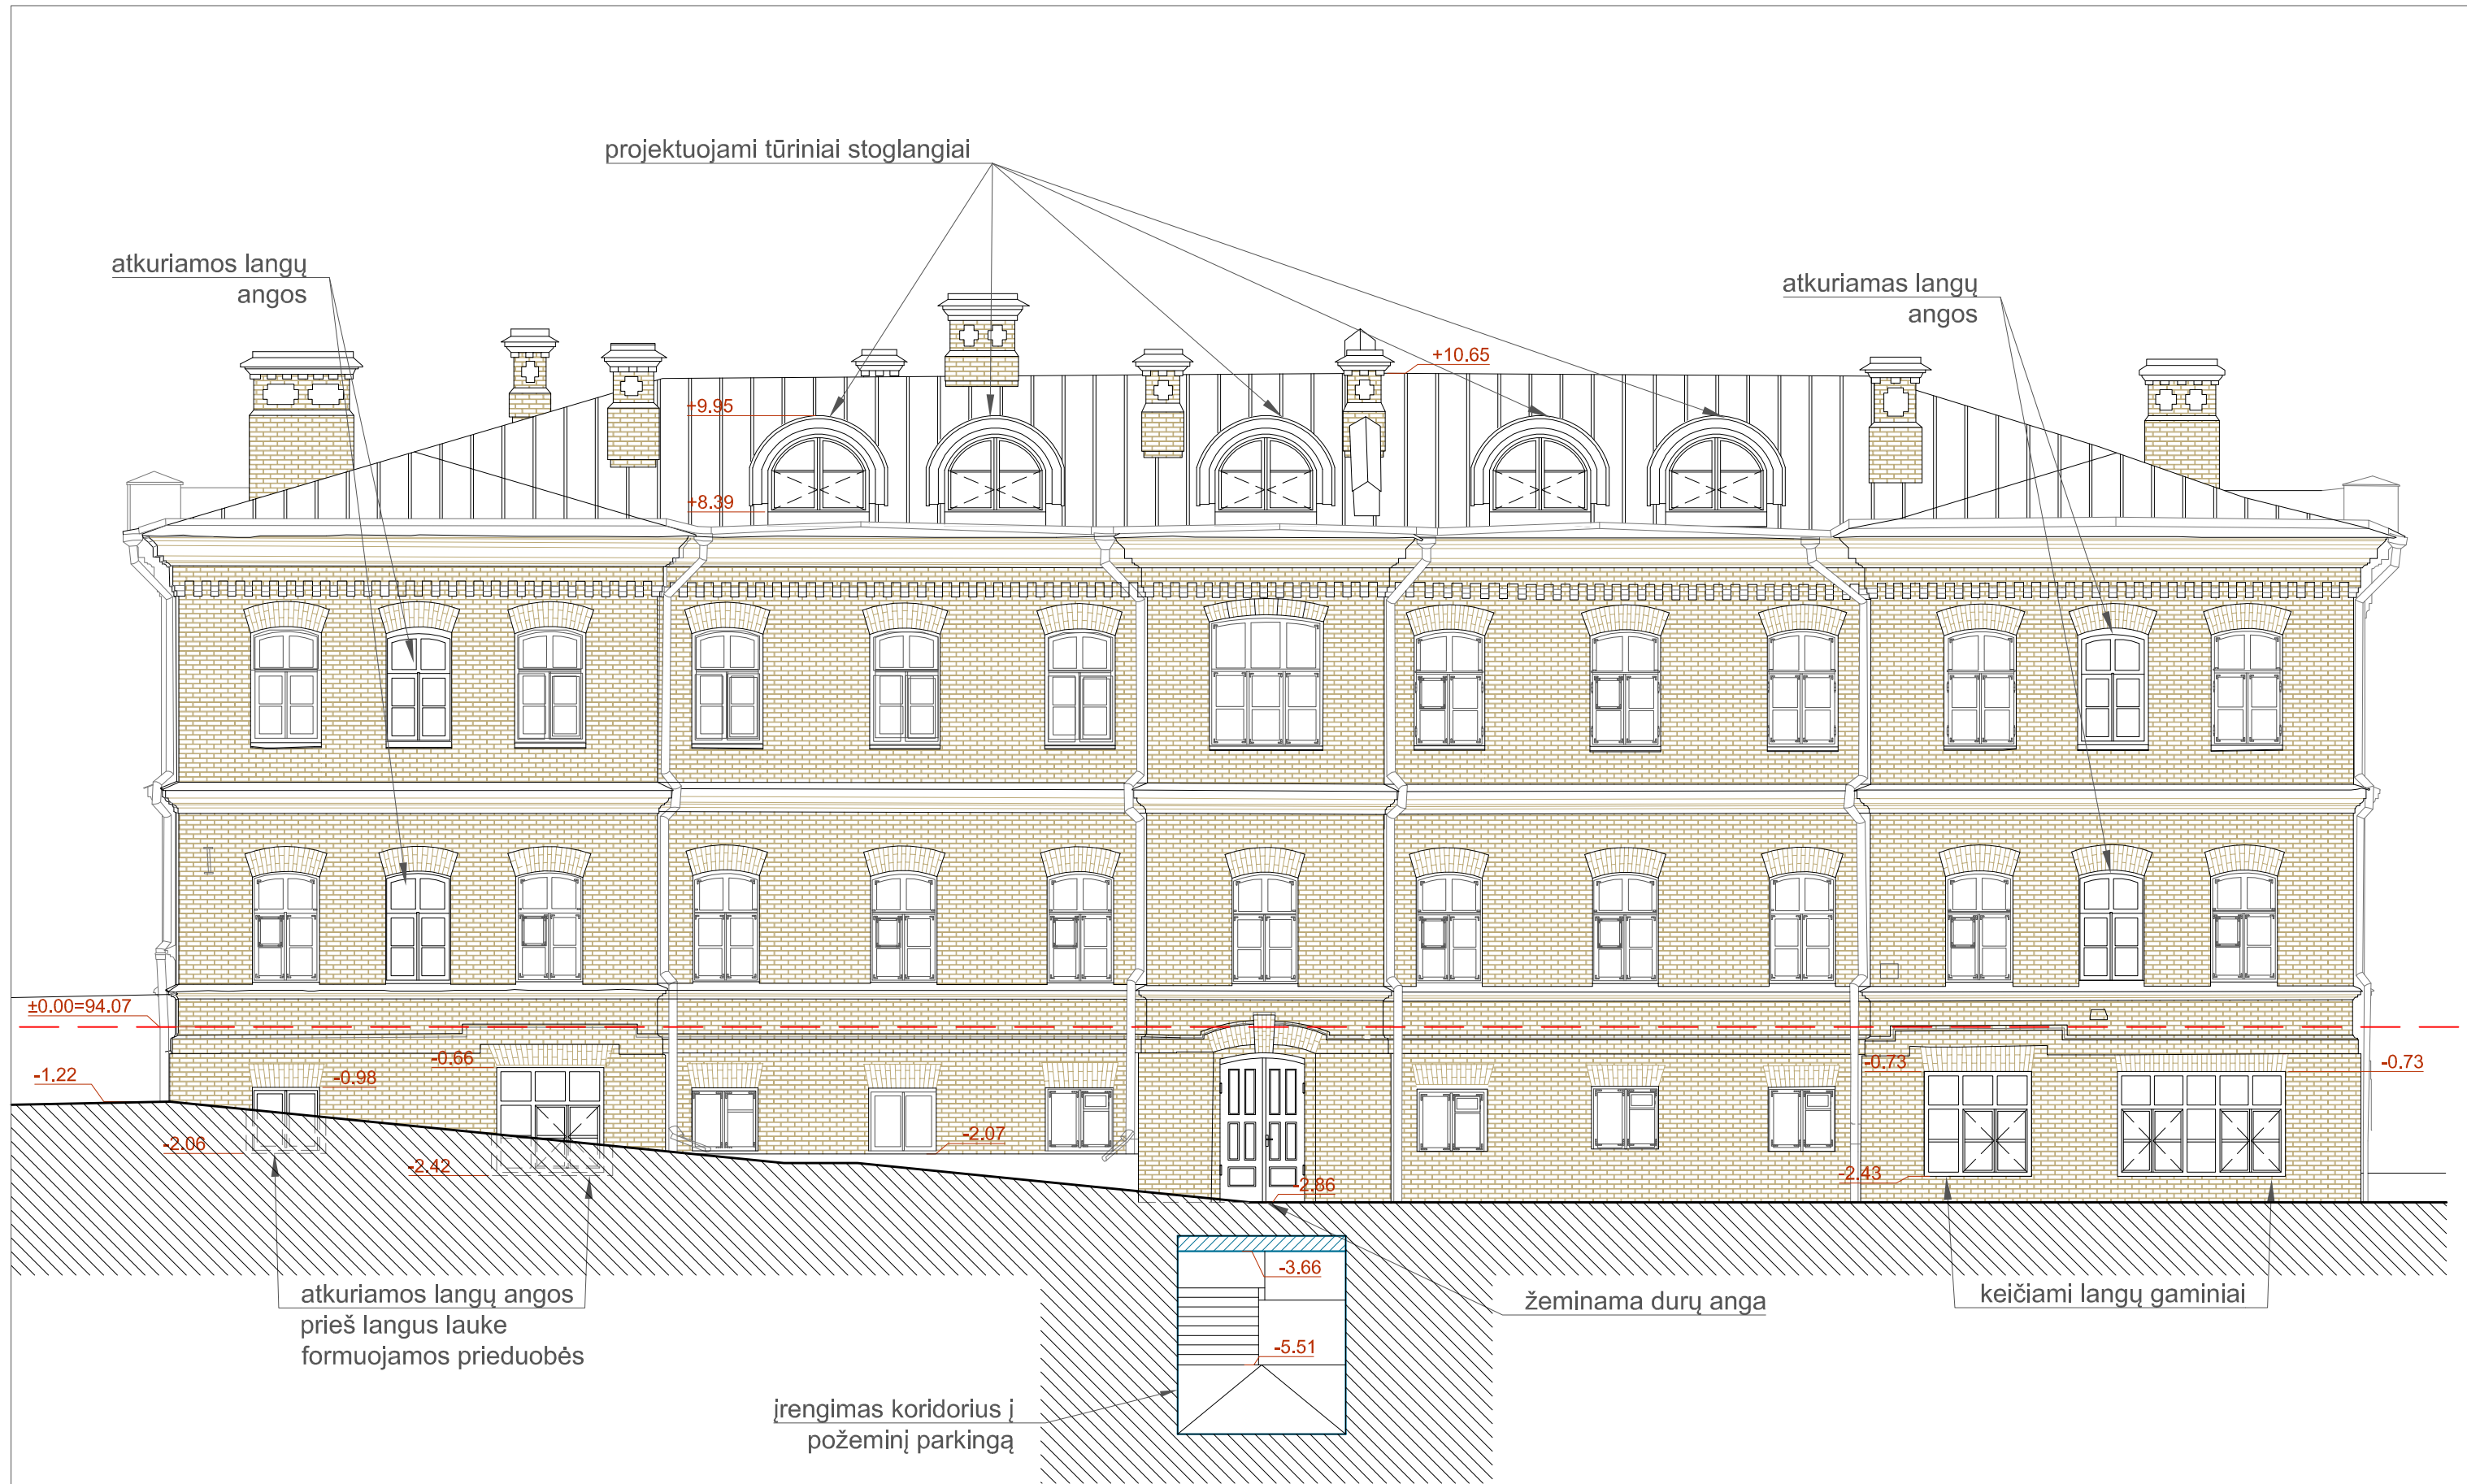 projektuojami tūriniai stoglangiai
atkuriamos langų
angos
atkuriamas langų
angos
+10.65
+9.95
+8.39
±0.00=94.07
-0.66
-0.73
-0.73
-1.22
-0.98
-2.06
-2.07
-2.42
-2.43
-2.86
-3.66
atkuriamos langų angos
prieš langus lauke
formuojamos prieduobės
žeminama durų anga
keičiami langų gaminiai
-5.51
įrengimas koridorius į
požeminį parkingą